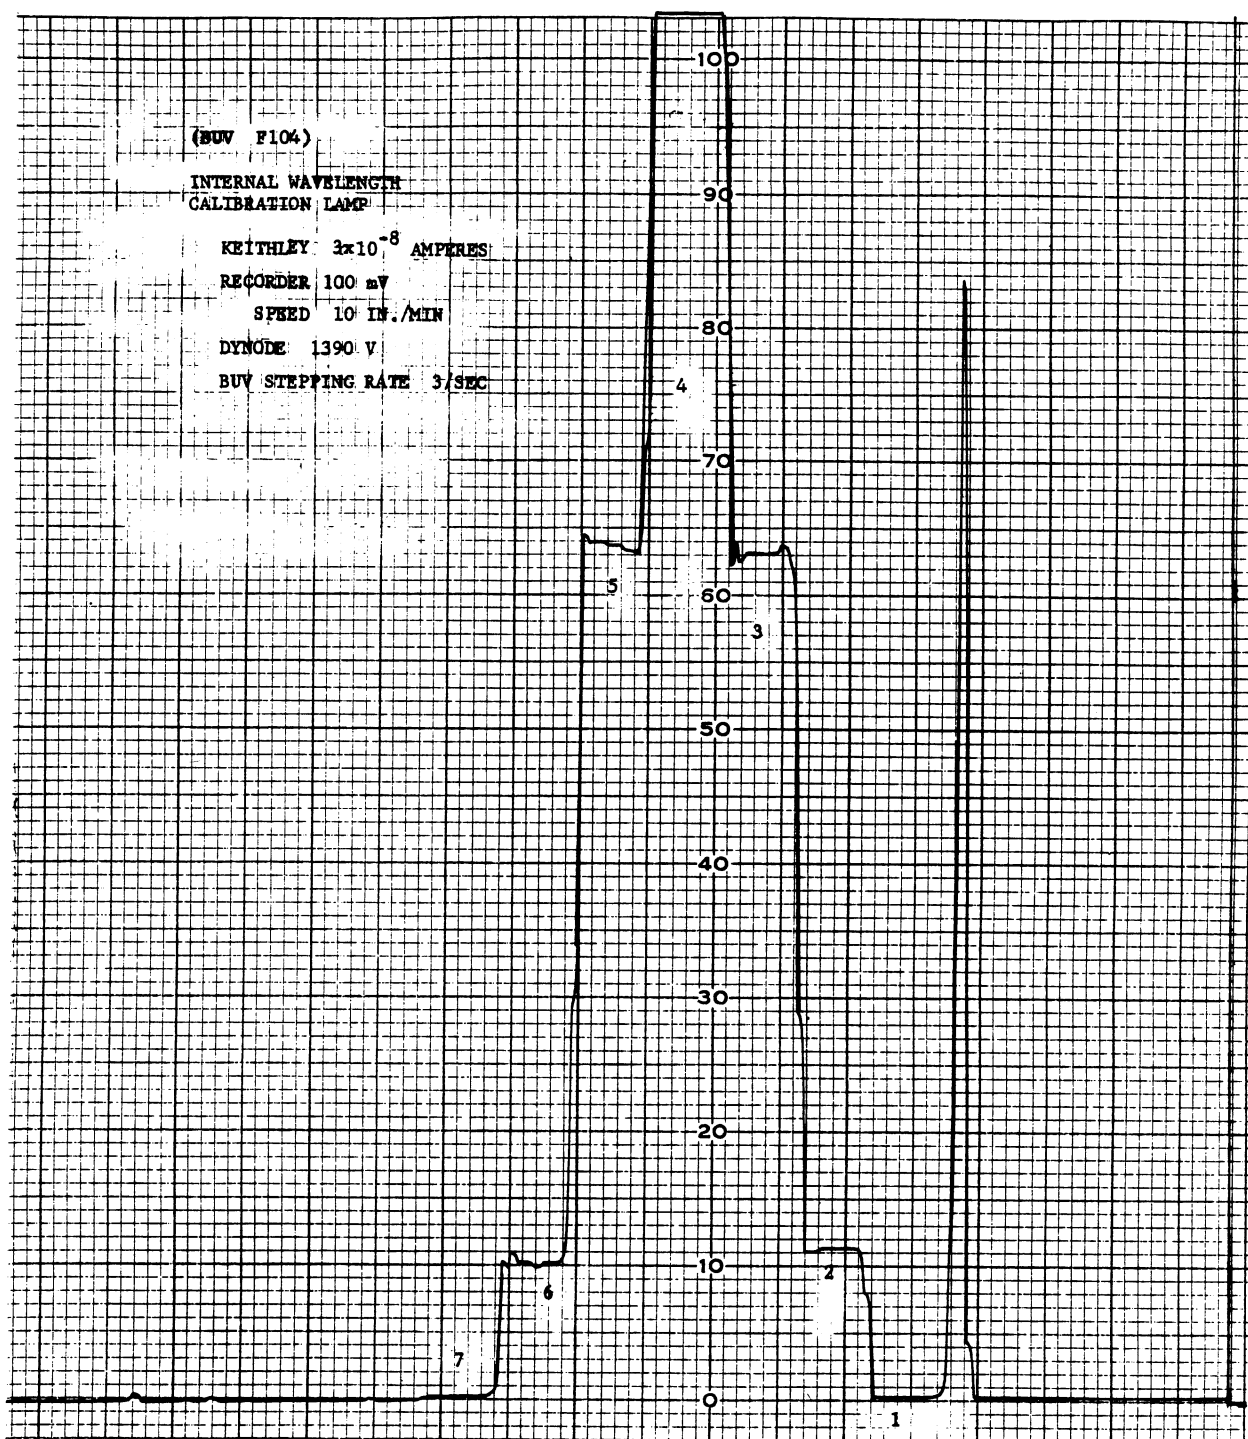 100
(BUV F104)
90
INTERNAL WAVELENGTH
CALIBRATION LAMP
KEITHLEY 3x10-8 AMPERES
RECORDER 100 mV
SPEED 10 IN./MIN
80
DYNODE 1390 V
BUV STEPPING RATE 3/SEC
4
70
5
60
3
50
40
30
20
10
2
6
7
0
1